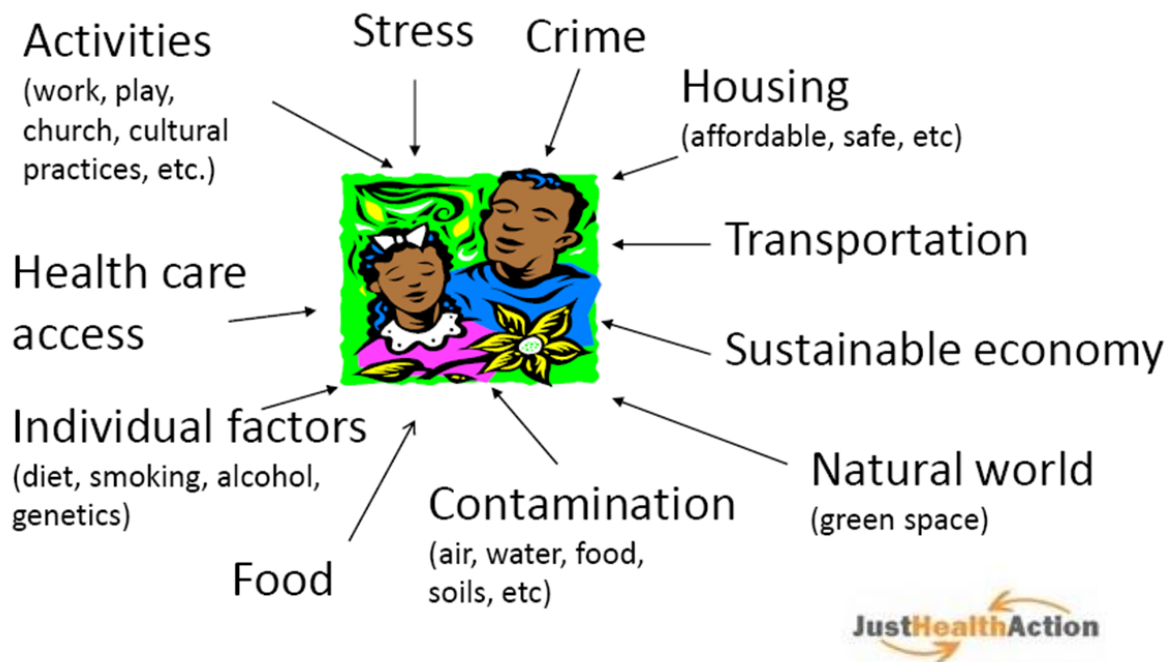 Activities
(work, play,
church, cultural
practices, etc.)
Stress
Crime
Housing
(affordable, safe, etc)
Transportation
Sustainable economy
Natural world
(green space)
Contamination
(air, water, food,
soils, etc)
Food
Individual factors
(diet, smoking, alcohol,
genetics)
Health care
access
JustHealthAction